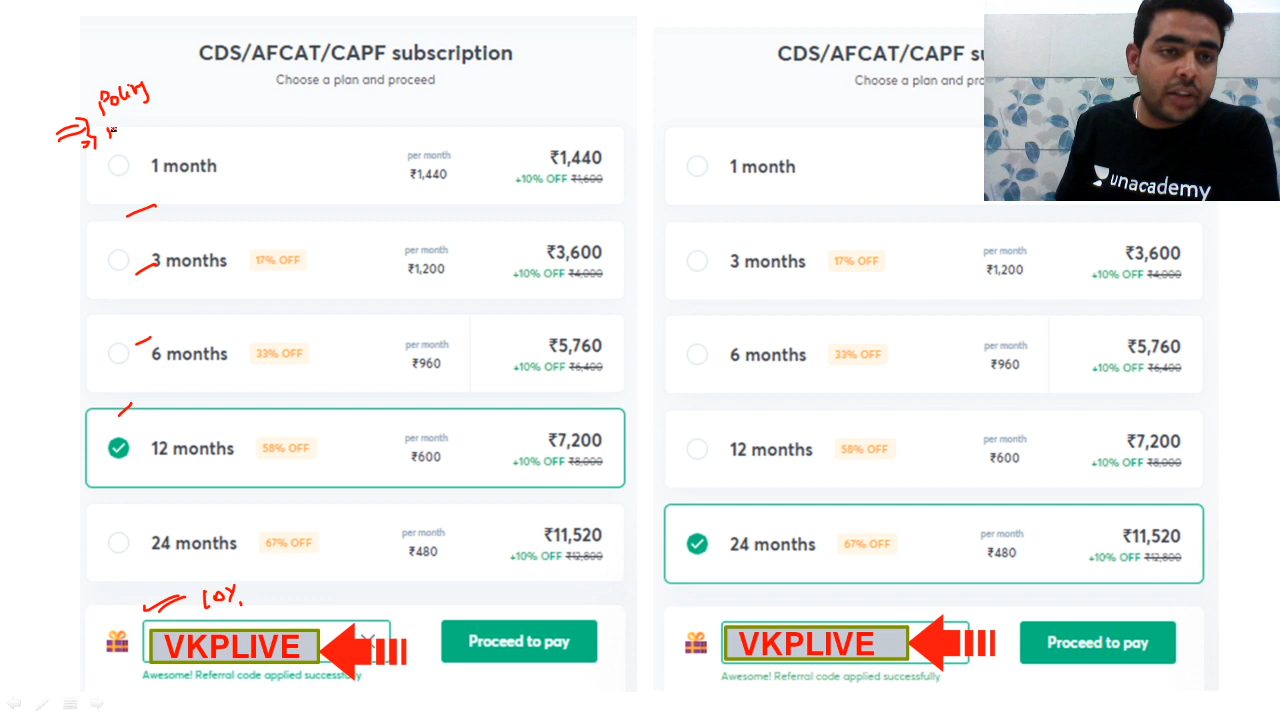 CDS/AFCAT/CAPF subscription
Choose a plan and proceed
Polity
1 month
per month
₹1,440
₹1,440
+10% OFF ₹1,600
3 months
17% OFF
per month
₹1,200
₹3,600
+10% OFF ₹4,000
6 months
33% OFF
per month
₹960
₹5,760
+10% OFF ₹6,400
12 months
58% OFF
per month
₹600
₹7,200
+10% OFF ₹8,000
24 months
67% OFF
per month
₹480
₹11,520
+10% OFF ₹12,800
10%
VKPLIVE
Proceed to pay
Awesome! Referral code applied successfully
CDS/AFCAT/CAPF su
Choose a plan and pro
unacademy
1 month
3 months
17% OFF
per month
₹1,200
₹3,600
+10% OFF ₹4,000
6 months
33% OFF
per month
₹960
₹5,760
+10% OFF ₹6,400
12 months
58% OFF
per month
₹600
₹7,200
+10% OFF ₹8,000
24 months
67% OFF
per month
₹480
₹11,520
+10% OFF ₹12,800
VKPLIVE
Proceed to pay
Awesome! Referral code applied successfully